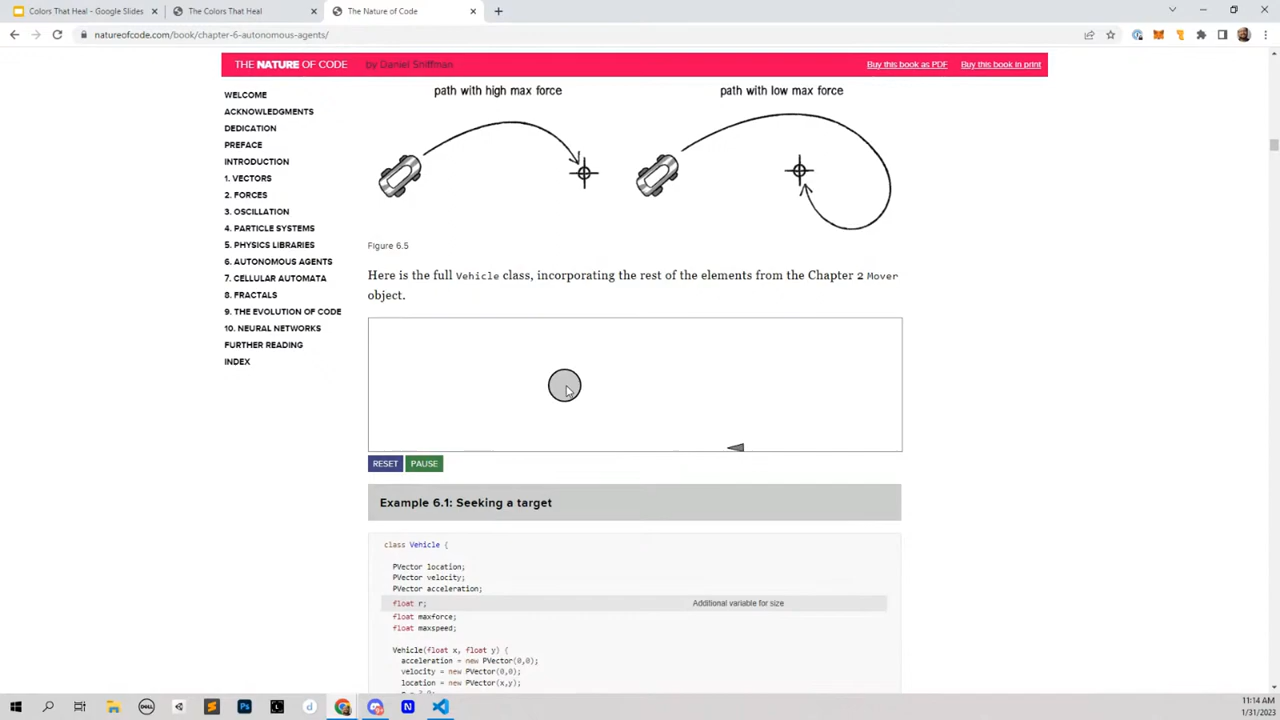 Colors That Heal - Google Slides
The Colors That Heal
The Nature of Code
natureofcode.com/book/chapter-6-autonomous-agents/
THE NATURE OF CODE by Daniel Shiffman
Buy this book as PDF
Buy this book in print
WELCOME
ACKNOWLEDGMENTS
DEDICATION
PREFACE
INTRODUCTION
1. VECTORS
2. FORCES
3. OSCILLATION
4. PARTICLE SYSTEMS
5. PHYSICS LIBRARIES
6. AUTONOMOUS AGENTS
7. CELLULAR AUTOMATA
8. FRACTALS
9. THE EVOLUTION OF CODE
10. NEURAL NETWORKS
FURTHER READING
INDEX
path with high max force
path with low max force
Figure 6.5
Here is the full Vehicle class, incorporating the rest of the elements from the Chapter 2 Mover
object.
RESET
PAUSE
Example 6.1: Seeking a target
class Vehicle {
PVector location;
PVector velocity;
PVector acceleration;
float r;
Additional variable for size
float maxforce;
float maxspeed;
Vehicle(float x, float y) {
acceleration = new PVector(0,0);
velocity = new PVector(0,0);
location = new PVector(x,y);
11:14 AM
1/31/2023